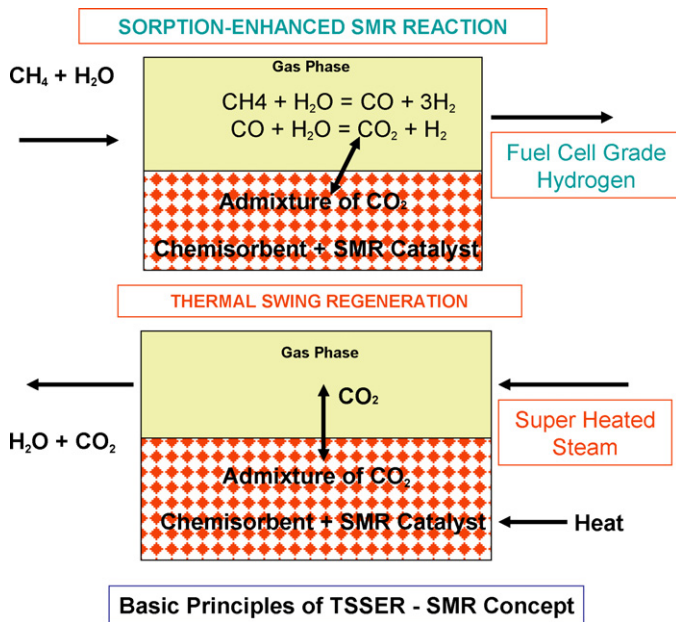 SORPTION-ENHANCED SMR REACTION
CH₄ + H₂O
Gas Phase
CH4 + H₂O = CO + 3H₂
CO + H₂O = CO₂ + H₂
Fuel Cell Grade
Hydrogen
Admixture of CO₂
Chemisorbent + SMR Catalyst
THERMAL SWING REGENERATION
Gas Phase
CO₂
H₂O + CO₂
Super Heated
Steam
Admixture of CO₂
Chemisorbent + SMR Catalyst
Heat
Basic Principles of TSSER - SMR Concept